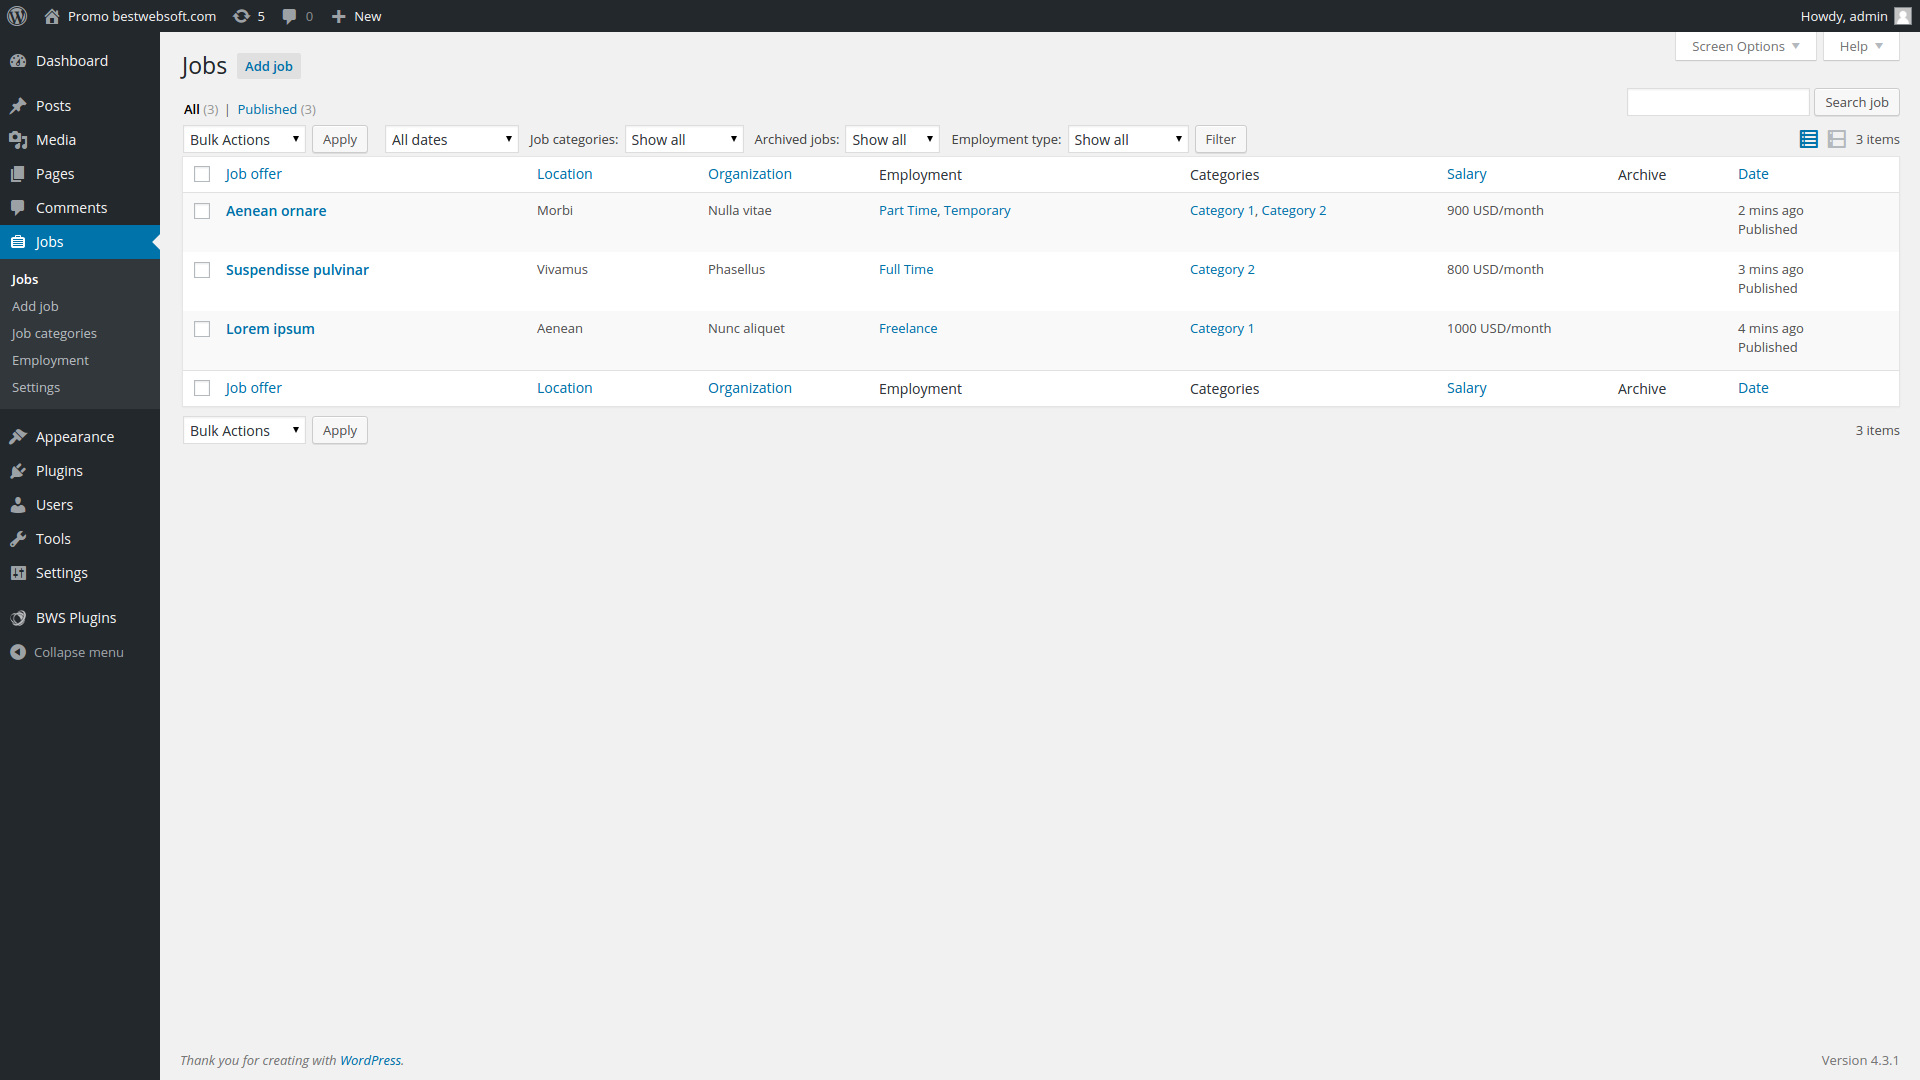 Promo bestwebsoft.com 5 0 New Howdy, admin
Dashboard
Posts
Media
Pages
Comments
Jobs
Jobs
Add job
Job categories
Employment
Settings
Appearance
Plugins
Users
Tools
Settings
BWS Plugins
Collapse menu
Screen Options Help
Jobs Add job
All (3) | Published (3)
Search job
Bulk Actions Apply All dates Job categories: Show all Archived jobs: Show all Employment type: Show all Filter 3 items
Job offer Location Organization Employment Categories Salary Archive Date
Aenean ornare Morbi Nulla vitae Part Time, Temporary Category 1, Category 2 900 USD/month 2 mins ago
Published
Suspendisse pulvinar Vivamus Phasellus Full Time Category 2 800 USD/month 3 mins ago
Published
Lorem ipsum Aenean Nunc aliquet Freelance Category 1 1000 USD/month 4 mins ago
Published
Job offer Location Organization Employment Categories Salary Archive Date
Bulk Actions Apply 3 items
Thank you for creating with WordPress. Version 4.3.1